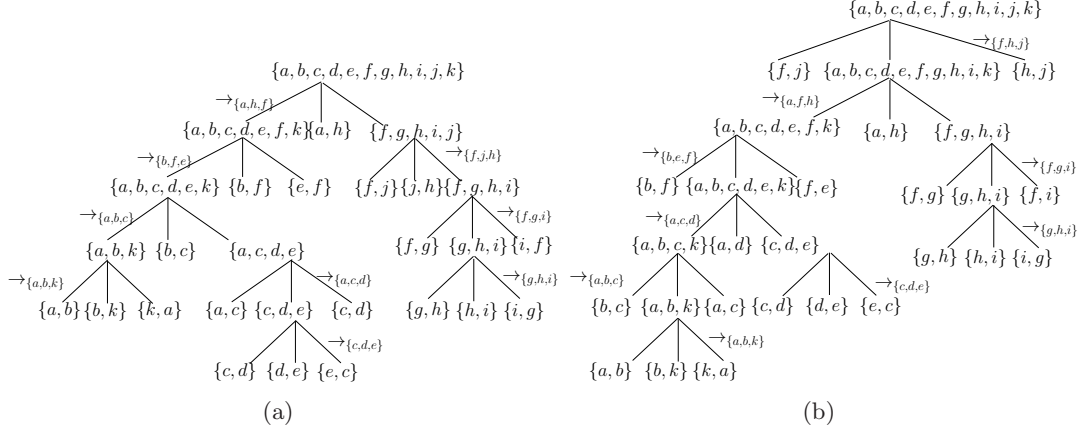 {a, b, c, d, e, f, g, h, i, j, k}
→{a,h,f}
{a, b, c, d, e, f, k} {a, h} {f, g, h, i, j}
→{b,f,e} →{f,j,h}
{a, b, c, d, e, k} {b, f} {e, f} {f, j} {j, h} {f, g, h, i}
→{a,b,c} →{f,g,i}
{a, b, k} {b, c} {a, c, d, e} {f, g} {g, h, i} {i, f}
→{a,b,k} →{a,c,d} →{g,h,i}
{a, b} {b, k} {k, a} {a, c} {c, d, e} {c, d} {g, h} {h, i} {i, g}
→{c,d,e}
{c, d} {d, e} {e, c}
(a)
{a, b, c, d, e, f, g, h, i, j, k}
→{f,h,j}
{f, j} {a, b, c, d, e, f, g, h, i, k} {h, j}
→{a,f,h}
{a, b, c, d, e, f, k} {a, h} {f, g, h, i}
→{b,e,f} →{f,g,i}
{b, f} {a, b, c, d, e, k} {f, e} {f, g} {g, h, i} {f, i}
→{a,c,d} →{g,h,i}
{a, b, c, k} {a, d} {c, d, e} {g, h} {h, i} {i, g}
→{a,b,c} →{c,d,e}
{b, c} {a, b, k} {a, c} {c, d} {d, e} {e, c}
→{a,b,k}
{a, b} {b, k} {k, a}
(b)